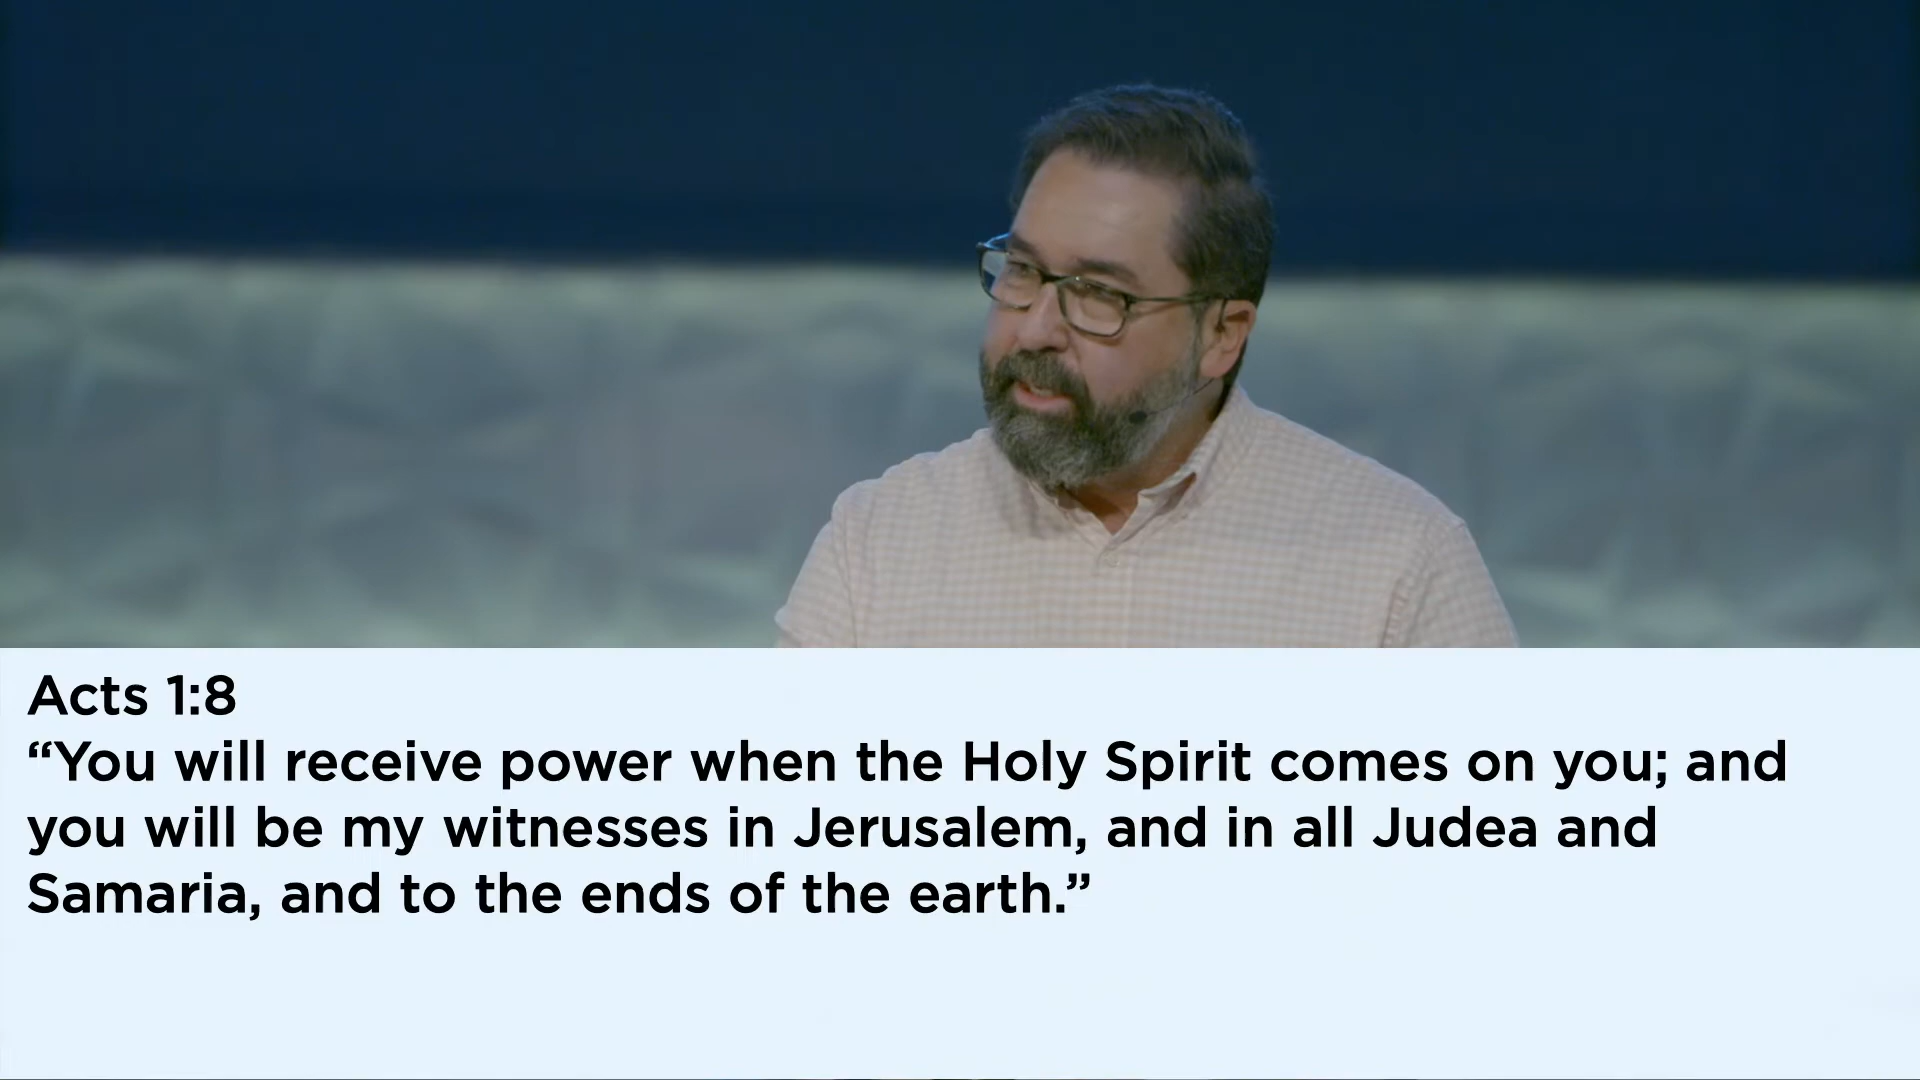 Acts 1:8
“You will receive power when the Holy Spirit comes on you; and
you will be my witnesses in Jerusalem, and in all Judea and
Samaria, and to the ends of the earth.”